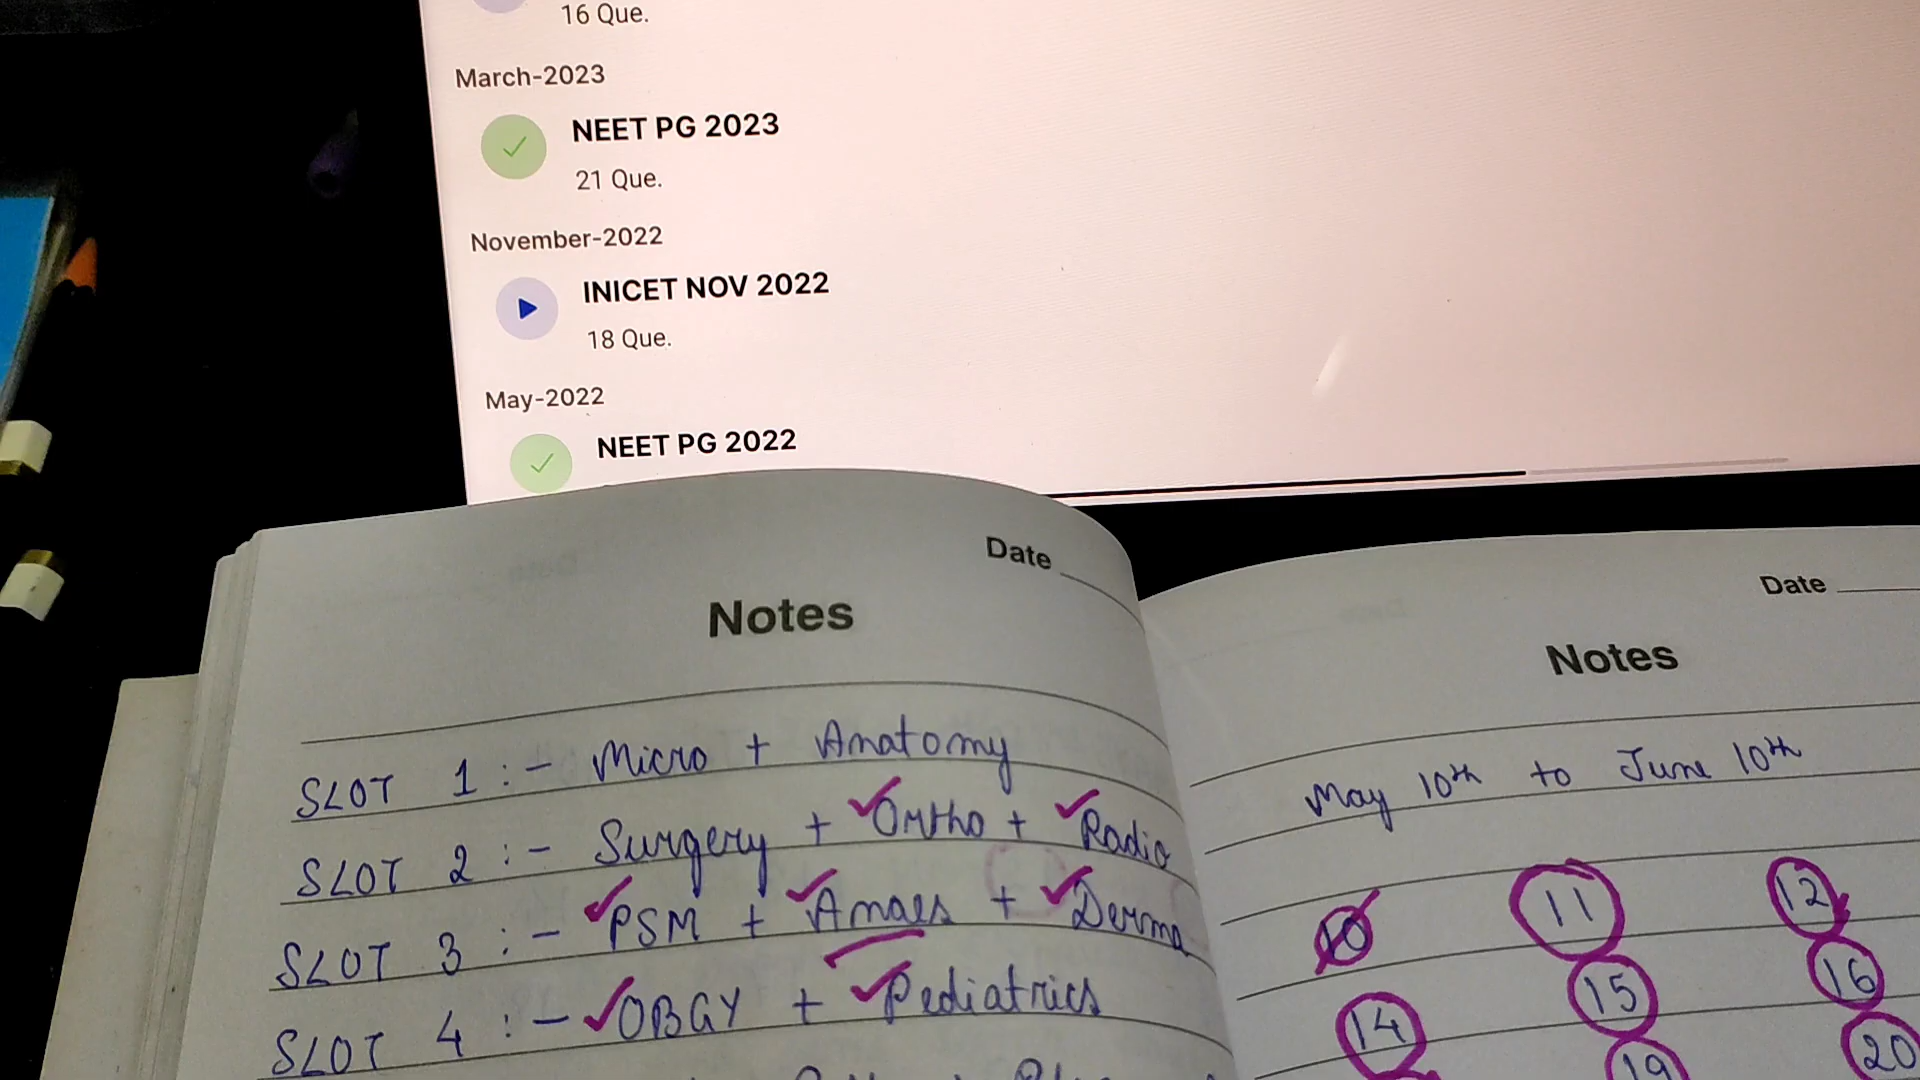 16 Que.
March-2023
NEET PG 2023
21 Que.
November-2022
INICET NOV 2022
18 Que.
May-2022
NEET PG 2022
Date
Notes
SLOT 1 :- Micro + Anatomy
SLOT 2 :- Surgery + Ortho + Radio
SLOT 3 :- PSM + Anaes + Derma
SLOT 4 :- OBGY + Pediatrics
Date
Notes
May 10th to June 10th
10 11 12
14 15 16
19 20